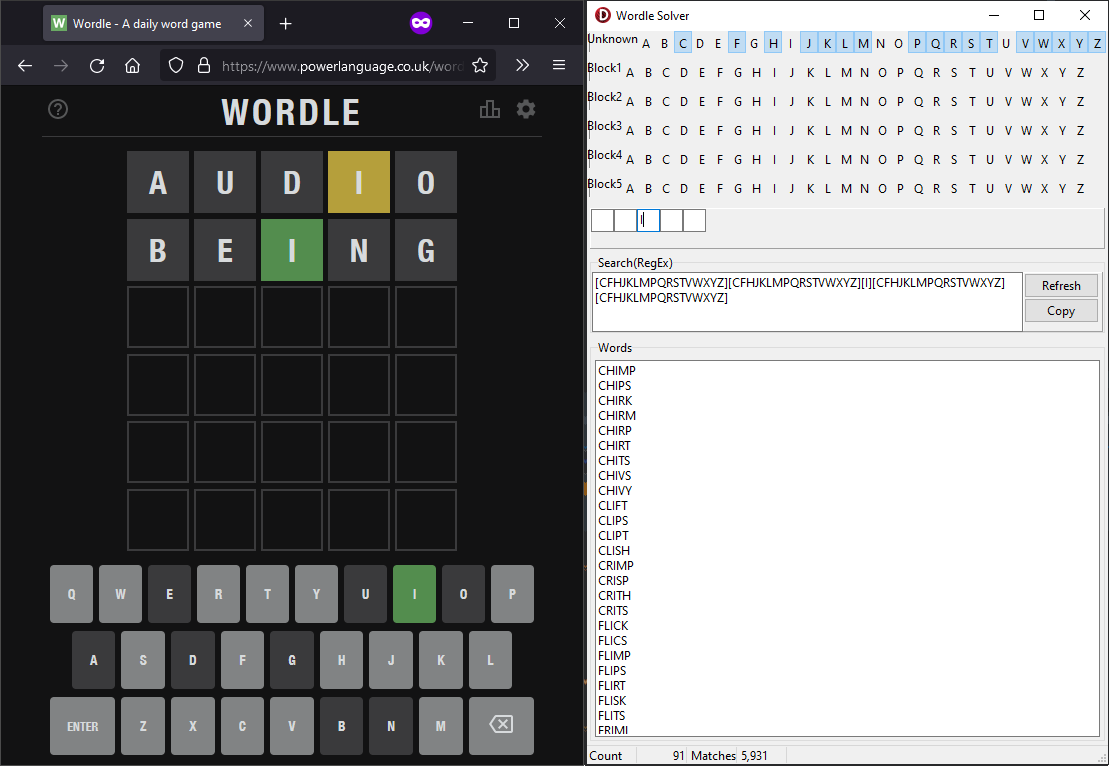 Wordle - A daily word game
https://www.powerlanguage.co.uk/word
WORDLE
A U D I O
B E I N G
Q W E R T Y U I O P
A S D F G H J K L
ENTER Z X C V B N M
Wordle Solver
Unknown A B C D E F G H I J K L M N O P Q R S T U V W X Y Z
Block1 A B C D E F G H I J K L M N O P Q R S T U V W X Y Z
Block2 A B C D E F G H I J K L M N O P Q R S T U V W X Y Z
Block3 A B C D E F G H I J K L M N O P Q R S T U V W X Y Z
Block4 A B C D E F G H I J K L M N O P Q R S T U V W X Y Z
Block5 A B C D E F G H I J K L M N O P Q R S T U V W X Y Z
I
Search(RegEx)
[CFHJKLMPQRSTVWXYZ][CFHJKLMPQRSTVWXYZ][I][CFHJKLMPQRSTVWXYZ]
[CFHJKLMPQRSTVWXYZ]
Refresh
Copy
Words
CHIMP
CHIPS
CHIRK
CHIRM
CHIRP
CHIRT
CHITS
CHIVS
CHIVY
CLIFT
CLIPS
CLIPT
CLISH
CRIMP
CRISP
CRITH
CRITS
FLICK
FLICS
FLIMP
FLIPS
FLIRT
FLISK
FLITS
Count 91 Matches 5,931